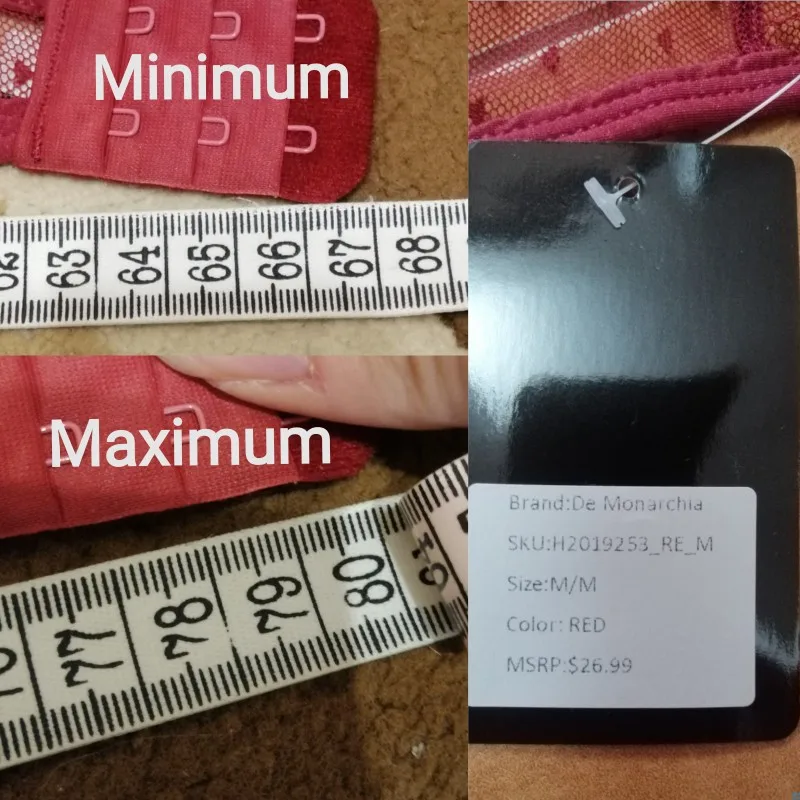 Minimum
63 64 65 66 67 68
Maximum
77 78 79 80
Brand:De Monarchia
SKU:H2019253_RE_M
Size:M/M
Color: RED
MSRP:$26.99